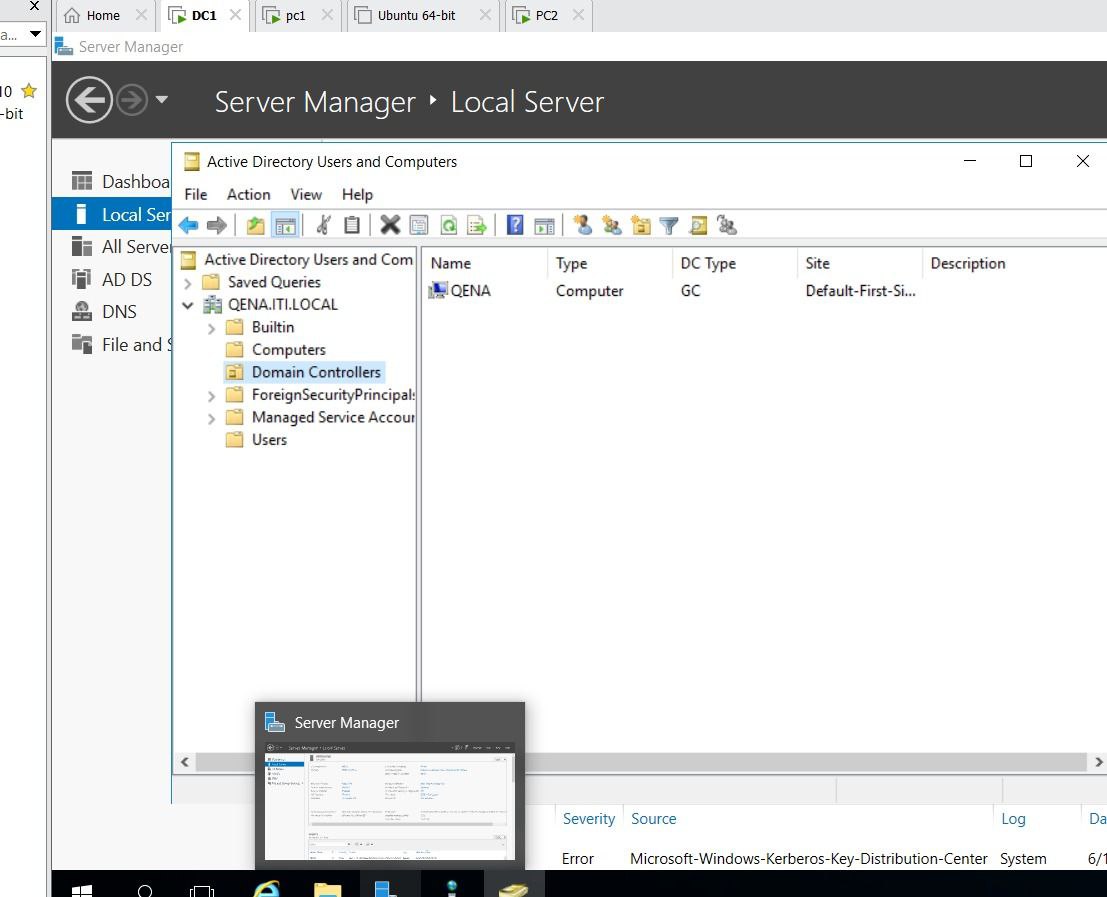 x
Home
DC1
pc1
Ubuntu 64-bit
PC2
a...
Server Manager
10
-bit
Server Manager ‣ Local Server
Active Directory Users and Computers
Dashboa
File Action View Help
Local Ser
All Server
AD DS
DNS
File and S
Active Directory Users and Com
Saved Queries
QENA.ITI.LOCAL
Builtin
Computers
Domain Controllers
ForeignSecurityPrincipals
Managed Service Accour
Users
Name Type DC Type Site Description
QENA Computer GC Default-First-Si...
Server Manager
Severity Source Log Da
Error Microsoft-Windows-Kerberos-Key-Distribution-Center System 6/1